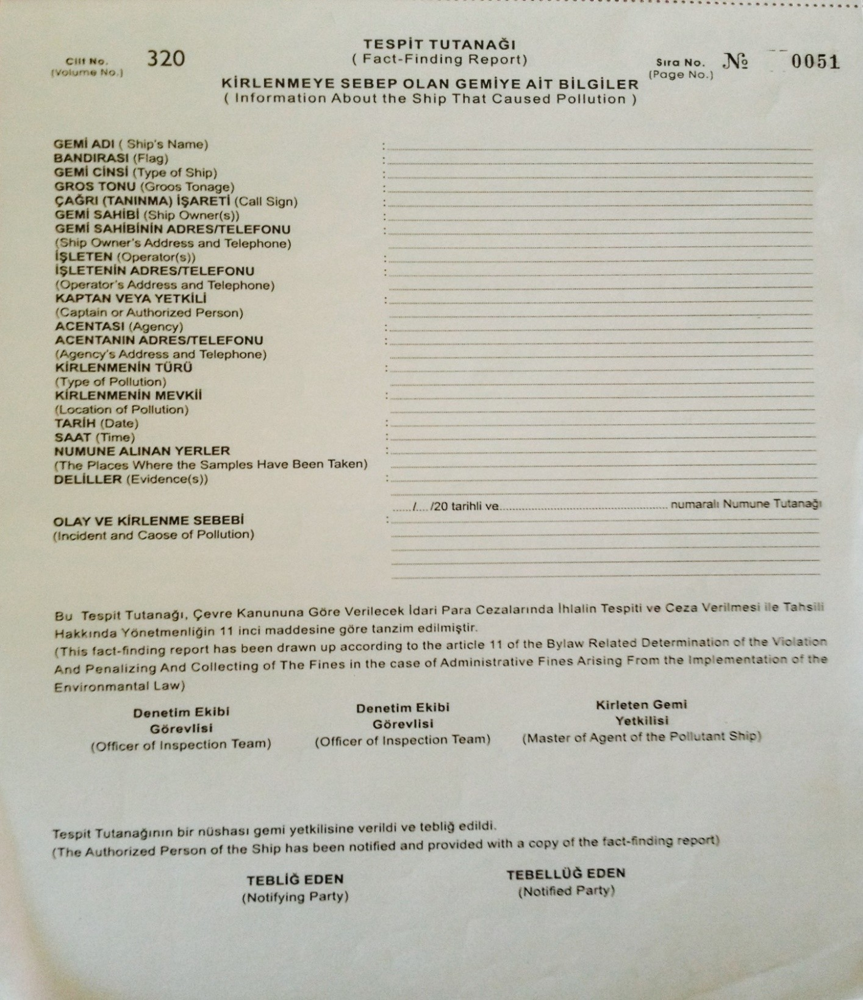 TESPİT TUTANAĞI
Cilt No. 320 ( Fact-Finding Report) Sıra No. № 0051
(Volume No.) (Page No.)
KİRLENMEYE SEBEP OLAN GEMİYE AİT BİLGİLER
( Information About the Ship That Caused Pollution )
GEMİ ADI ( Ship's Name) :
BANDIRASI (Flag) :
GEMİ CİNSİ (Type of Ship) :
GROS TONU (Groos Tonage) :
ÇAĞRI (TANINMA) İŞARETİ (Call Sign) :
GEMİ SAHİBİ (Ship Owner(s)) :
GEMİ SAHİBİNİN ADRES/TELEFONU :
(Ship Owner's Address and Telephone)
İŞLETEN (Operator(s)) :
İŞLETENİN ADRES/TELEFONU :
(Operator's Address and Telephone)
KAPTAN VEYA YETKİLİ :
(Captain or Authorized Person)
ACENTASI (Agency) :
ACENTANIN ADRES/TELEFONU :
(Agency's Address and Telephone)
KİRLENMENİN TÜRÜ :
(Type of Pollution)
KİRLENMENİN MEVKİİ :
(Location of Pollution)
TARİH (Date) :
SAAT (Time) :
NUMUNE ALINAN YERLER :
(The Places Where the Samples Have Been Taken)
DELİLLER (Evidence(s)) :
....../.... /20 tarihli ve.................................................. numaralı Numune Tutanağı
OLAY VE KİRLENME SEBEBİ :
(Incident and Caose of Pollution)
Bu Tespit Tutanağı, Çevre Kanununa Göre Verilecek İdari Para Cezalarında İhlalin Tespiti ve Ceza Verilmesi ile Tahsili
Hakkında Yönetmenliğin 11 inci maddesine göre tanzim edilmiştir.
(This fact-finding report has been drawn up according to the article 11 of the Bylaw Related Determination of the Violation
And Penalizing And Collecting of The Fines in the case of Administrative Fines Arising From the Implementation of the
Environmantal Law)
Denetim Ekibi Denetim Ekibi Kirleten Gemi
Görevlisi Görevlisi Yetkilisi
(Officer of Inspection Team) (Officer of Inspection Team) (Master of Agent of the Pollutant Ship)
Tespit Tutanağının bir nüshası gemi yetkilisine verildi ve tebliğ edildi.
(The Authorized Person of the Ship has been notified and provided with a copy of the fact-finding report)
TEBLİĞ EDEN TEBELLÜĞ EDEN
(Notifying Party) (Notified Party)